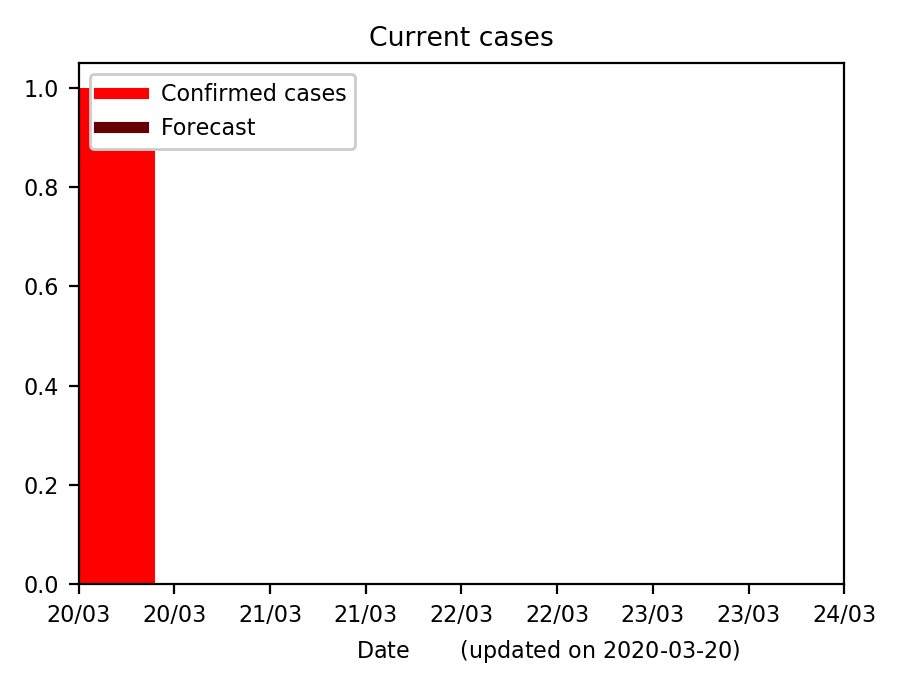 Current cases
Confirmed cases
Forecast
1.0
0.8
0.6
0.4
0.2
0.0
20/03 20/03 21/03 21/03 22/03 22/03 23/03 23/03 24/03
Date (updated on 2020-03-20)